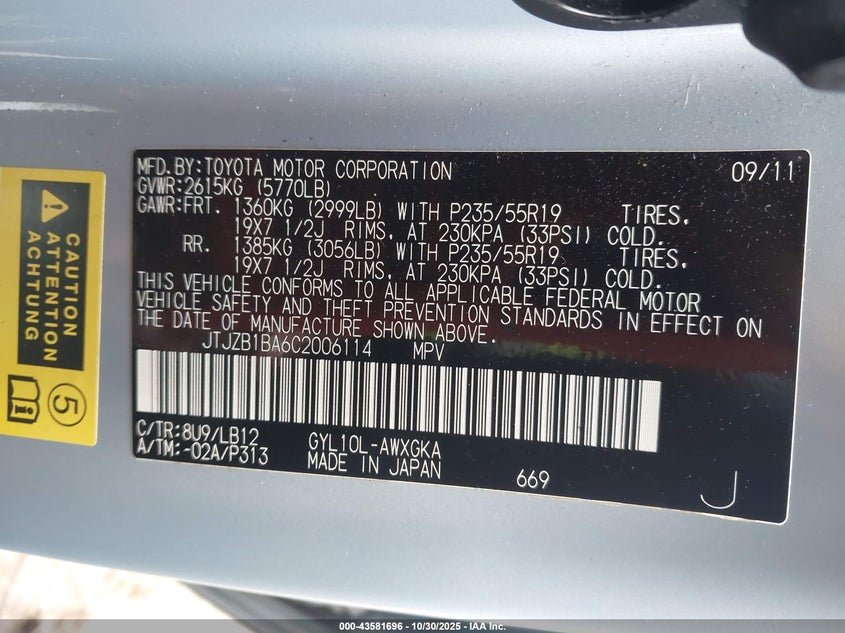 MFD.BY:TOYOTA MOTOR CORPORATION 09/11
GVWR:2615KG (5770LB)
GAWR:FRT. 1360KG (2999LB) WITH P235/55R19 TIRES.
19X7 1/2J RIMS. AT 230KPA (33PSI) COLD.
RR. 1385KG (3056LB) WITH P235/55R19 TIRES.
19X7 1/2J RIMS. AT 230KPA (33PSI) COLD.
THIS VEHICLE CONFORMS TO ALL APPLICABLE FEDERAL MOTOR
VEHICLE SAFETY AND THEFT PREVENTION STANDARDS IN EFFECT ON
THE DATE OF MANUFACTURE SHOWN ABOVE.
JTJZB1BA6C2006114 MPV
C/TR:8U9/LB12 GYL10L-AWXGKA
A/TM:-02A/P313 MADE IN JAPAN 669 J
CAUTION
ATTENTION
ACHTUNG
5
i
000-43581696 - 10/30/2025 - IAA Inc.